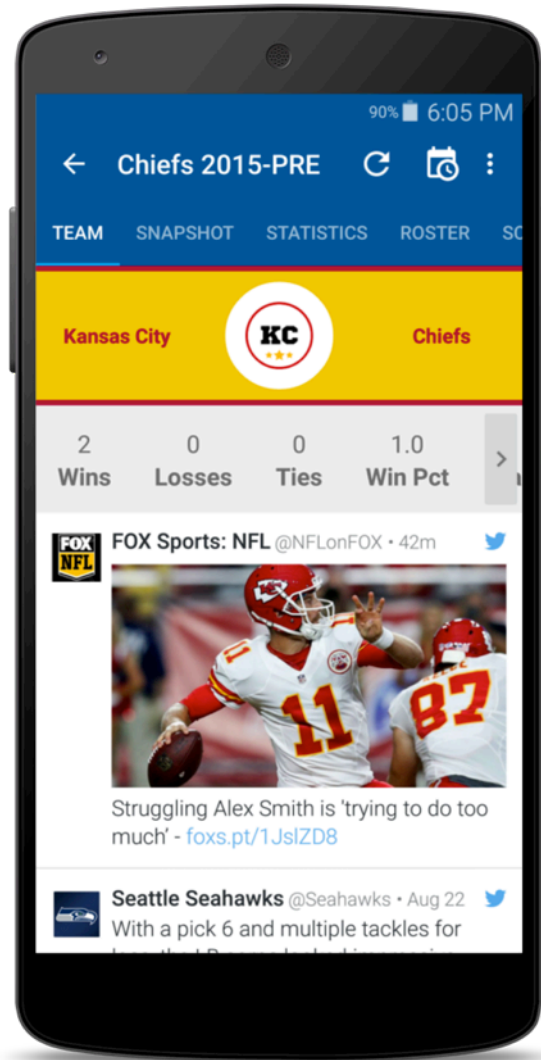 90% 6:05 PM
Chiefs 2015-PRE
TEAM SNAPSHOT STATISTICS ROSTER SC
Kansas City KC Chiefs
2 0 0 1.0
Wins Losses Ties Win Pct
FOX NFL
FOX Sports: NFL @NFLonFOX • 42m
11 11 87
Struggling Alex Smith is 'trying to do too
much' - foxs.pt/1JslZD8
Seattle Seahawks @Seahawks • Aug 22
With a pick 6 and multiple tackles for